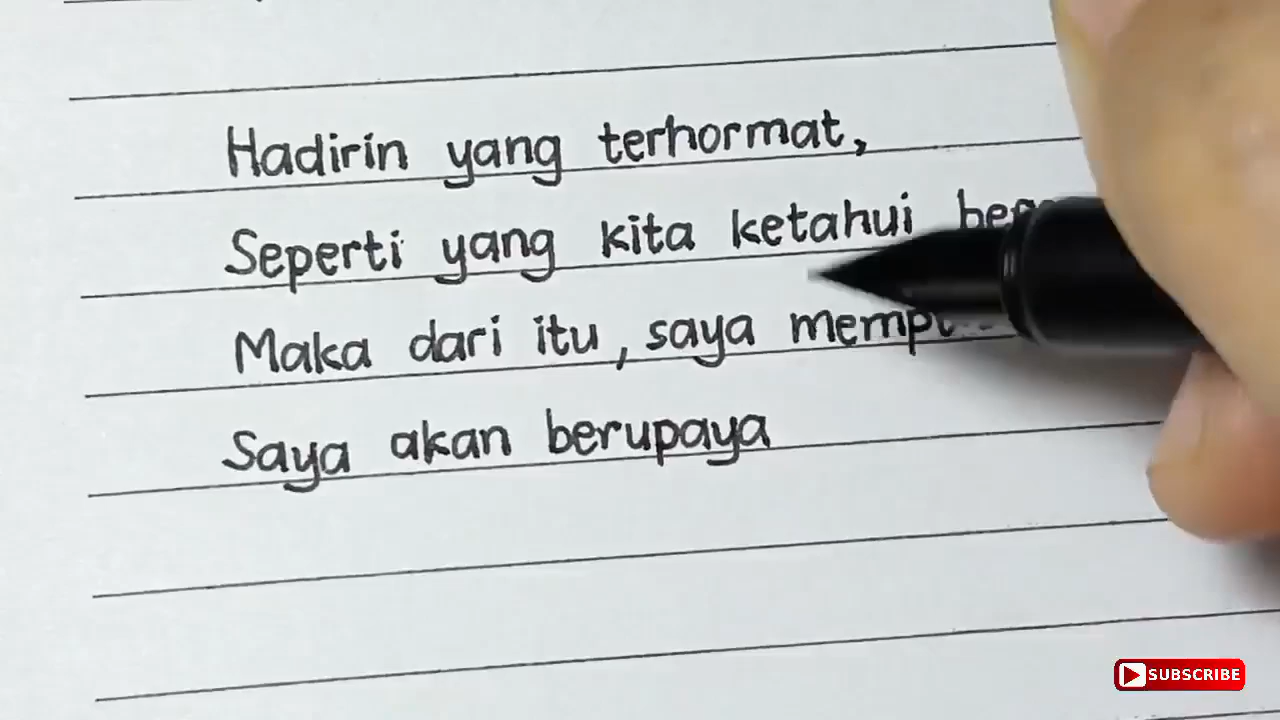 Hadirin yang terhormat,
Seperti yang kita ketahui
Maka dari itu, saya
Saya akan berupaya
SUBSCRIBE